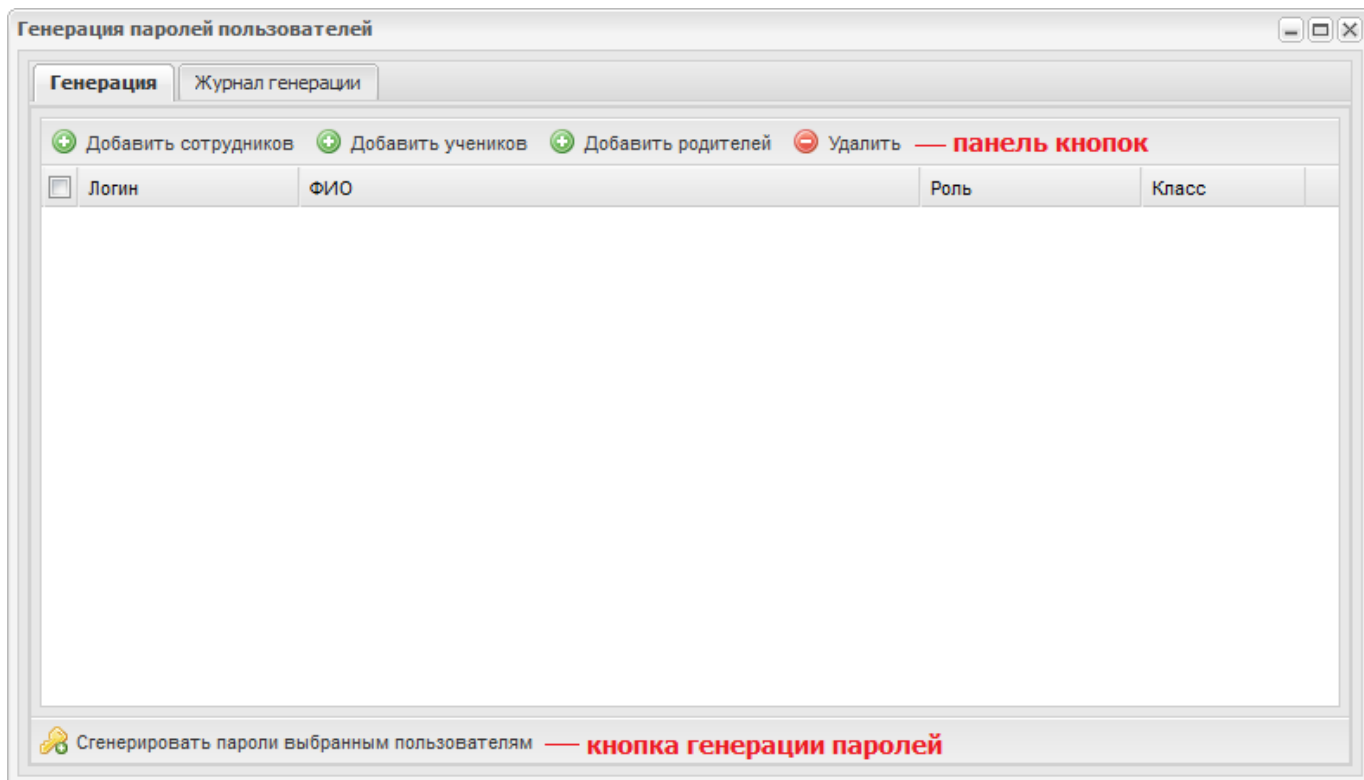 Генерация паролей пользователей
Генерация Журнал генерации
Добавить сотрудников Добавить учеников Добавить родителей Удалить панель кнопок
Логин ФИО Роль Класс
Сгенерировать пароли выбранным пользователям кнопка генерации паролей